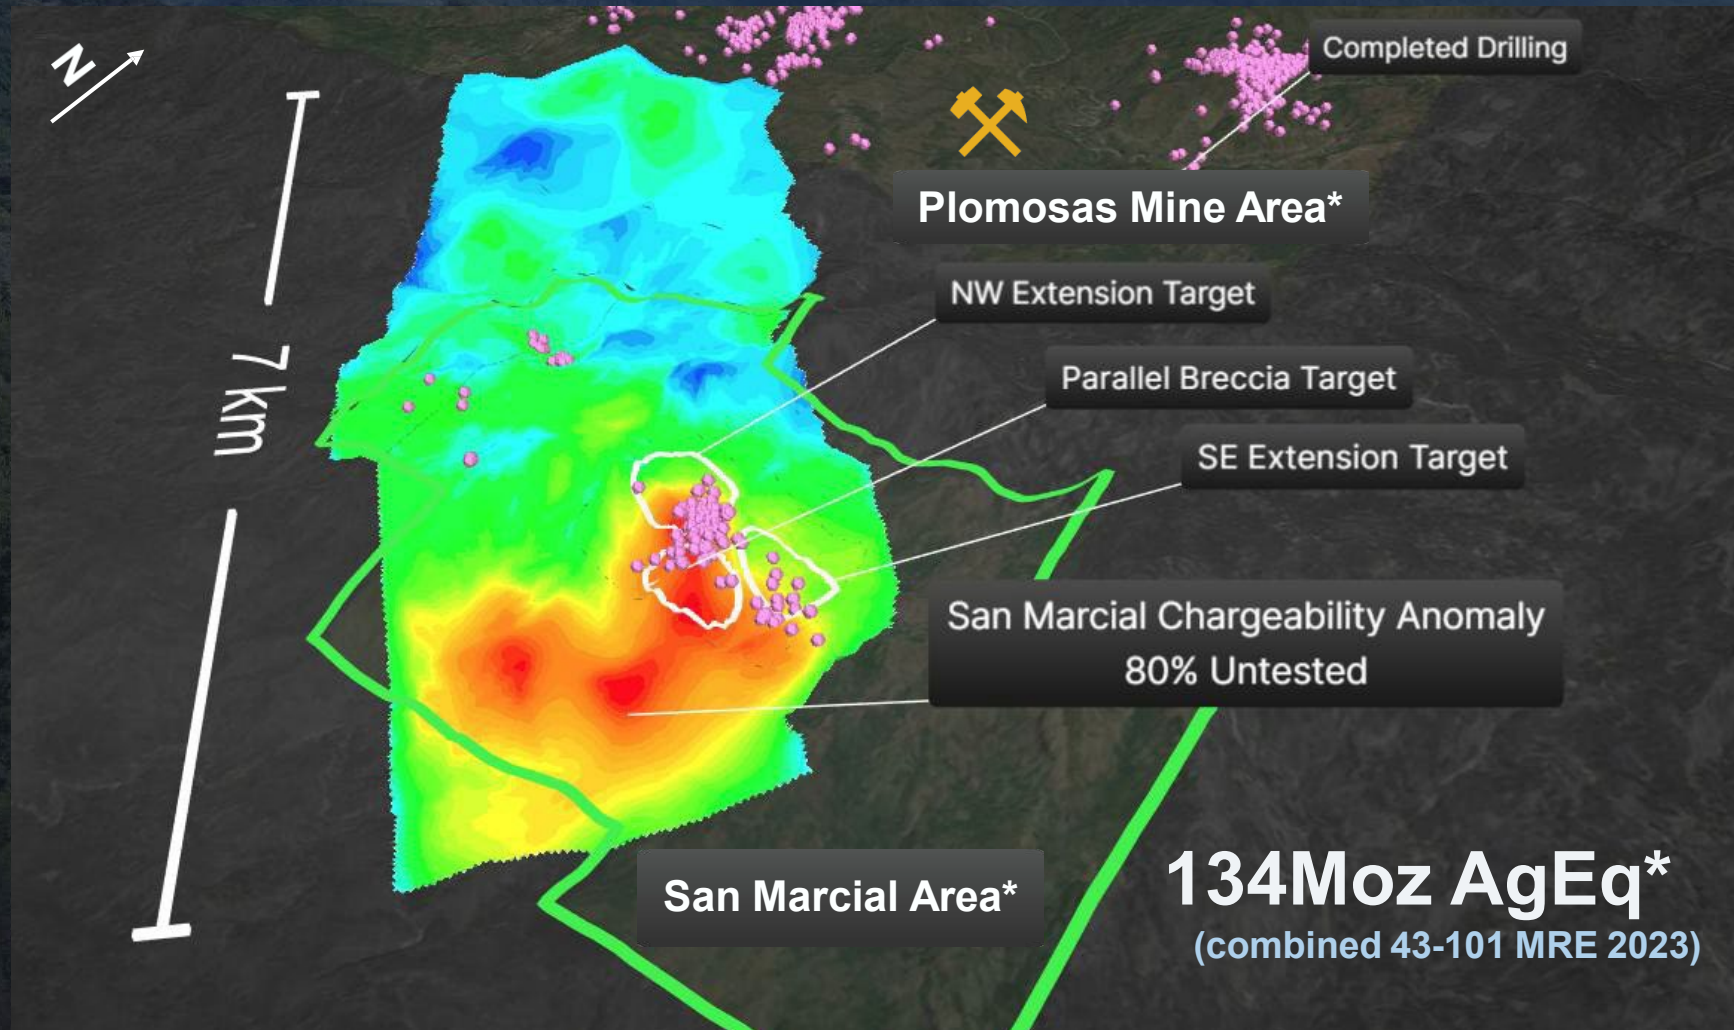 N
Completed Drilling
Plomosas Mine Area*
NW Extension Target
Parallel Breccia Target
7 km
SE Extension Target
San Marcial Chargeability Anomaly
80% Untested
San Marcial Area*
134Moz AgEq*
(combined 43-101 MRE 2023)